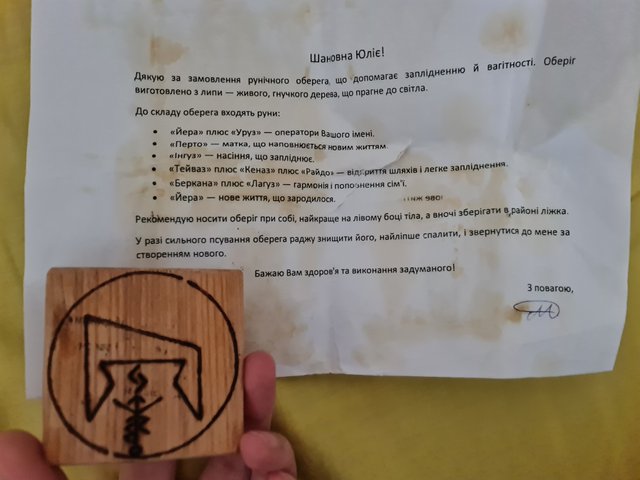 Шановна Юліє!
Дякую за замовлення рунічного оберега, що допомагає заплідненню й вагітності. Оберіг
виготовлено з липи — живого, гнучкого дерева, що прагне до світла.
До складу оберега входять руни:
• «Йера» плюс «Уруз» — оператори Вашого імені.
• «Перто» — матка, що наповнюється новим життям.
• «Інгуз» — насіння, що запліднює.
• «Тейваз» плюс «Кеназ» плюс «Райдо» — відкриття шляхів і легке запліднення.
• «Беркана» плюс «Лагуз» — гармонія і поповнення сім'ї.
• «Йера» — нове життя, що зародилося.
Рекомендую носити оберіг при собі, найкраще на лівому боці тіла, а вночі зберігати в районі ліжка.
У разі сильного псування оберега раджу знищити його, найліпше спалити, і звернутися до мене за
створенням нового.
Бажаю Вам здоров'я та виконання задуманого!
З повагою,